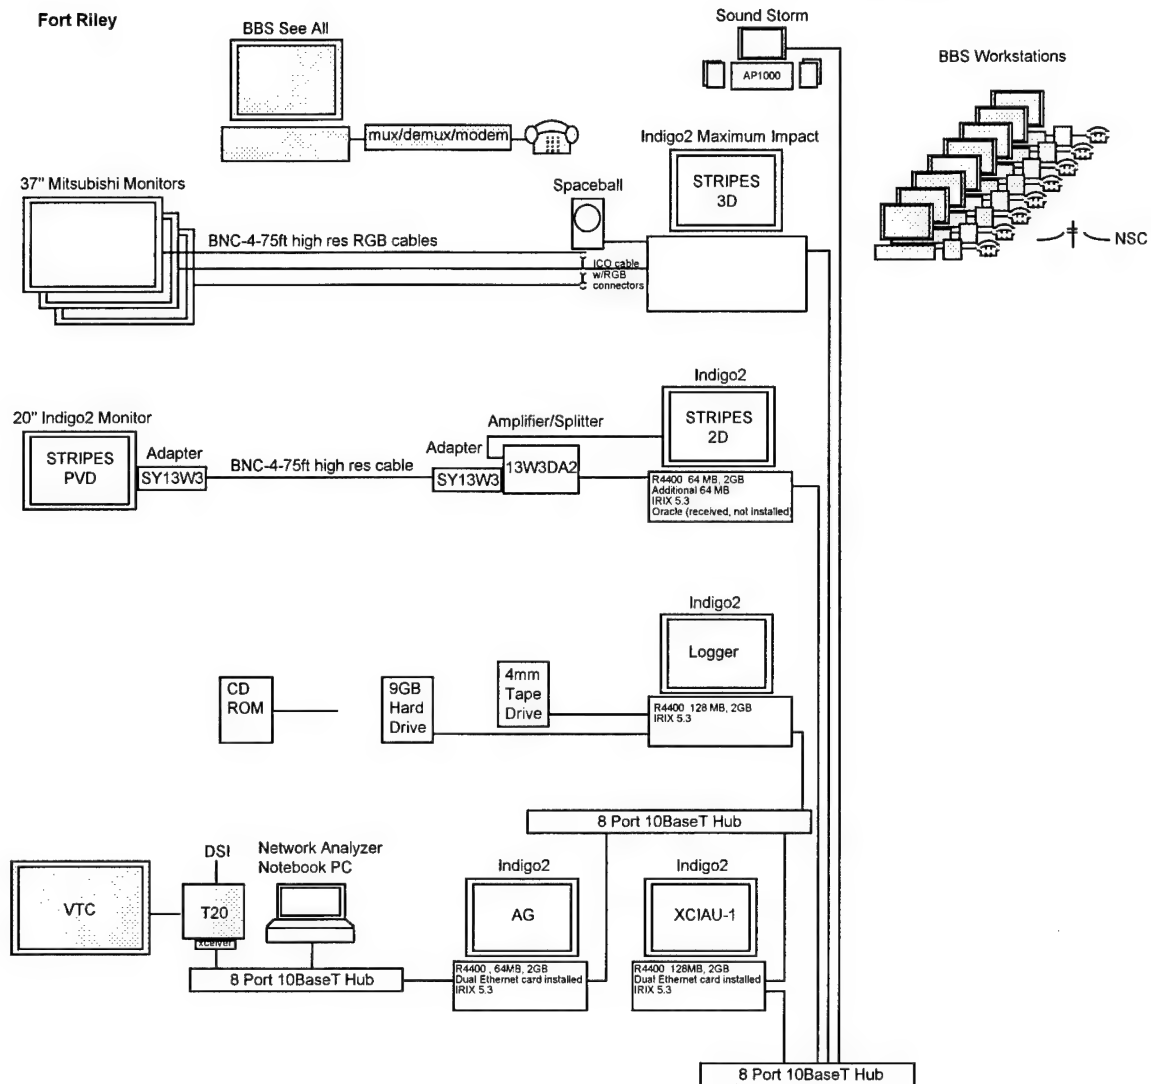 Fort Riley
BBS See All
mux/demux/modem
Sound Storm
AP1000
BBS Workstations
NSC
Indigo2 Maximum Impact
STRIPES
3D
Spaceball
37" Mitsubishi Monitors
BNC-4-75ft high res RGB cables
ICO cable
w/RGB
connectors
Indigo2
STRIPES
2D
R4400 64 MB, 2GB
Additional 64 MB
IRIX 5.3
Oracle (received, not installed)
20" Indigo2 Monitor
STRIPES
PVD
Adapter
SY13W3
BNC-4-75ft high res cable
Adapter
SY13W3
Amplifier/Splitter
13W3DA2
Indigo2
Logger
R4400 128 MB, 2GB
IRIX 5.3
CD
ROM
9GB
Hard
Drive
4mm
Tape
Drive
8 Port 10BaseT Hub
VTC
DSI
T20
xceiver
Network Analyzer
Notebook PC
8 Port 10BaseT Hub
Indigo2
AG
R4400 , 64MB, 2GB
Dual Ethernet card installed
IRIX 5.3
Indigo2
XCIAU-1
R4400 128MB, 2GB
Dual Ethernet card installed
IRIX 5.3
8 Port 10BaseT Hub